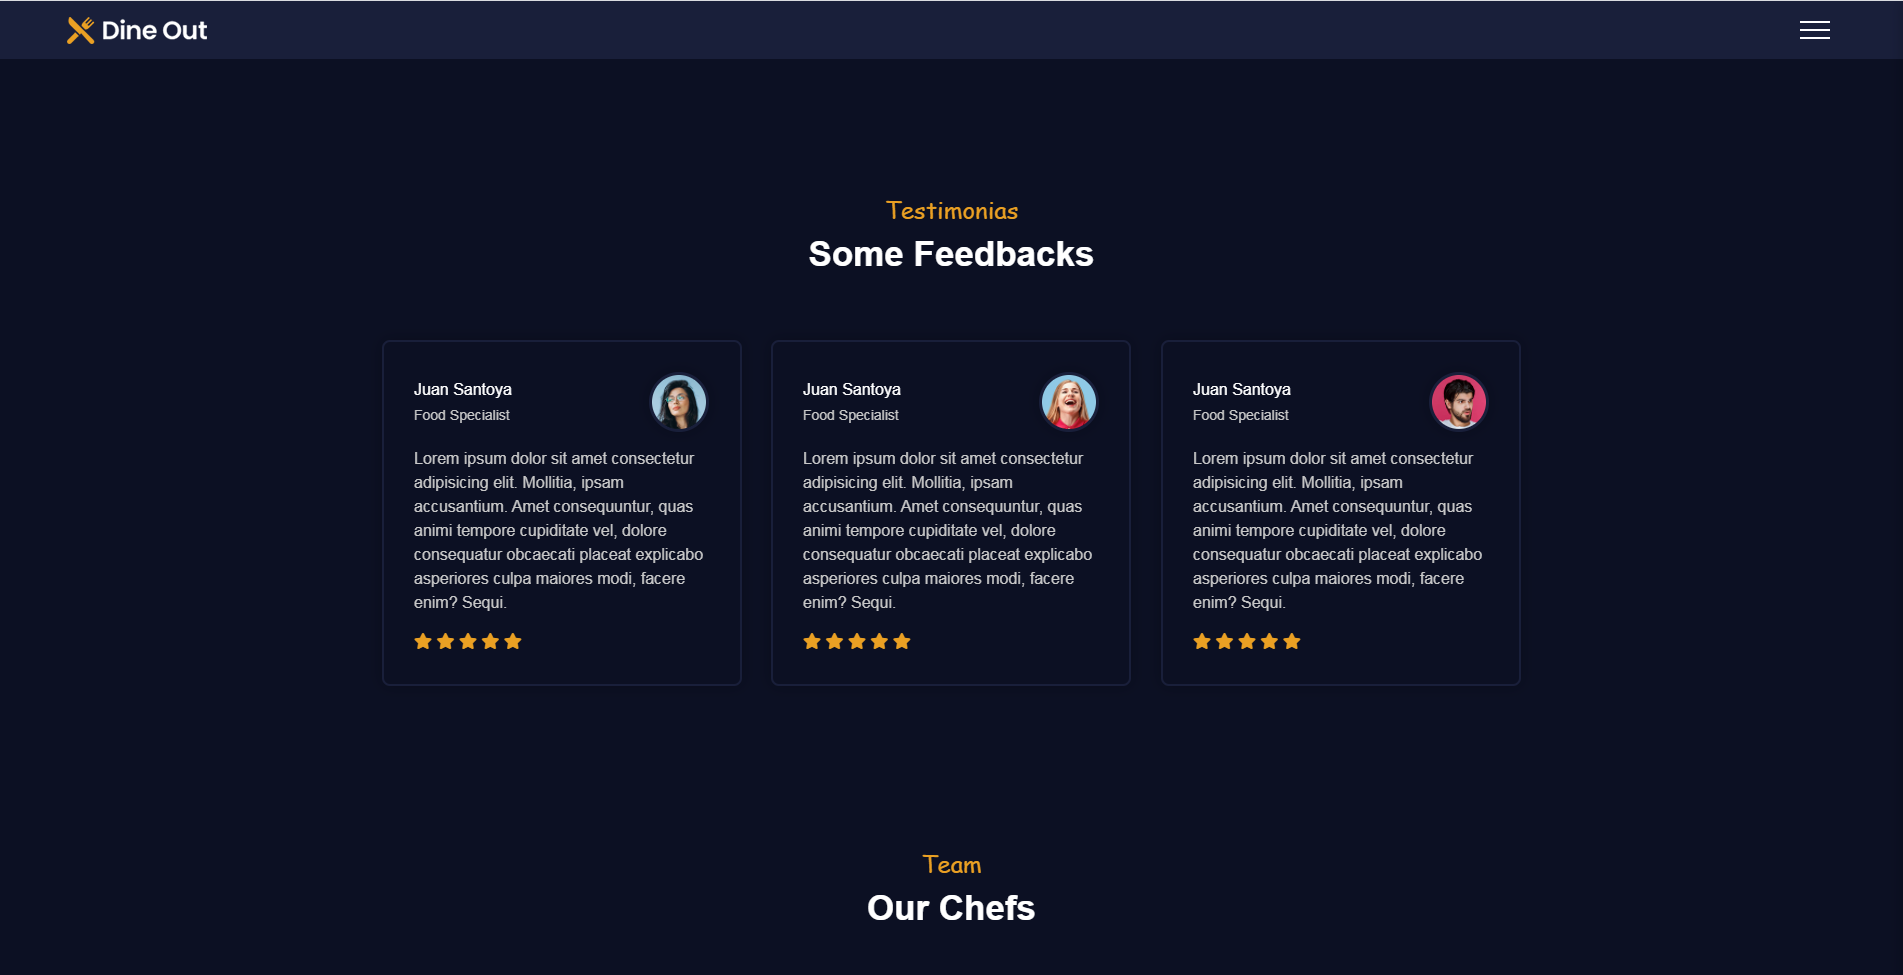 Dine Out
Testimonias
Some Feedbacks
Juan Santoya
Food Specialist
Lorem ipsum dolor sit amet consectetur
adipisicing elit. Mollitia, ipsam
accusantium. Amet consequuntur, quas
animi tempore cupiditate vel, dolore
consequatur obcaecati placeat explicabo
asperiores culpa maiores modi, facere
enim? Sequi.
Juan Santoya
Food Specialist
Lorem ipsum dolor sit amet consectetur
adipisicing elit. Mollitia, ipsam
accusantium. Amet consequuntur, quas
animi tempore cupiditate vel, dolore
consequatur obcaecati placeat explicabo
asperiores culpa maiores modi, facere
enim? Sequi.
Juan Santoya
Food Specialist
Lorem ipsum dolor sit amet consectetur
adipisicing elit. Mollitia, ipsam
accusantium. Amet consequuntur, quas
animi tempore cupiditate vel, dolore
consequatur obcaecati placeat explicabo
asperiores culpa maiores modi, facere
enim? Sequi.
Team
Our Chefs